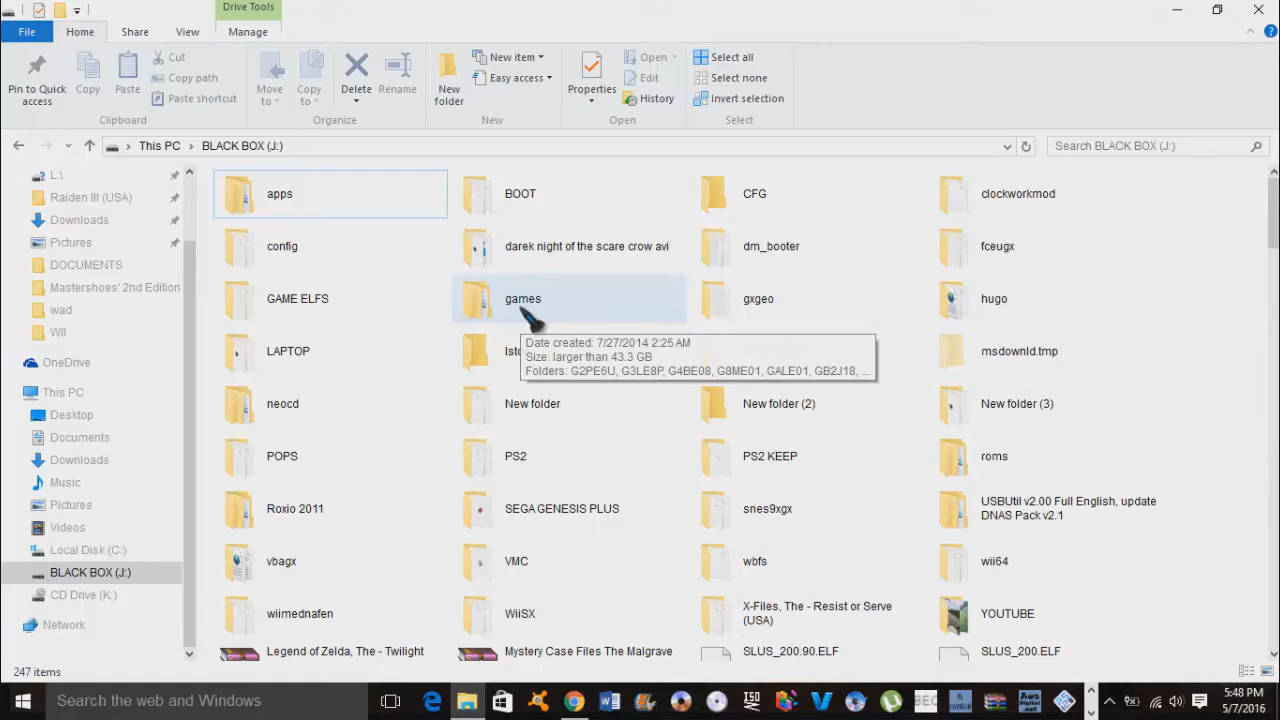 Drive Tools
File
Home
Share
View
Manage
Pin to Quick
access
Copy
Paste
Cut
Copy path
Paste shortcut
Clipboard
Move
to
Copy
to
Delete
Rename
Organize
New
folder
New item
Easy access
New
Properties
Open
Edit
History
Open
Select all
Select none
Invert selection
Select
This PC > BLACK BOX (J:)
Search BLACK BOX (J:)
L:\
Raiden III (USA)
Downloads
Pictures
DOCUMENTS
Mastershoes' 2nd Edition
wad
WII
OneDrive
This PC
Desktop
Documents
Downloads
Music
Pictures
Videos
Local Disk (C:)
BLACK BOX (J:)
CD Drive (K:)
Network
apps
BOOT
CFG
clockworkmod
config
darek night of the scare crow avi
dm_booter
fceugx
GAME ELFS
games
gxgeo
hugo
Date created: 7/27/2014 2:25 AM
Size: larger than 43.3 GB
Folders: G2PE6U, G3LE8P, G4BE08, G8ME01, GALE01, GB2J18, ...
LAPTOP
msdownld.tmp
neocd
New folder
New folder (2)
New folder (3)
POPS
PS2
PS2 KEEP
roms
Roxio 2011
SEGA GENESIS PLUS
snes9xgx
USBUtil v2.00 Full English, update
DNAS Pack v2.1
vbagx
VMC
wbfs
wii64
wiimednafen
WiiSX
X-Files, The - Resist or Serve
(USA)
YOUTUBE
Legend of Zelda, The - Twilight
Mystery Case Files The Malgrave
SLUS_200.90.ELF
SLUS_200.ELF
247 items
Search the web and Windows
ISO
5:48 PM
5/7/2016